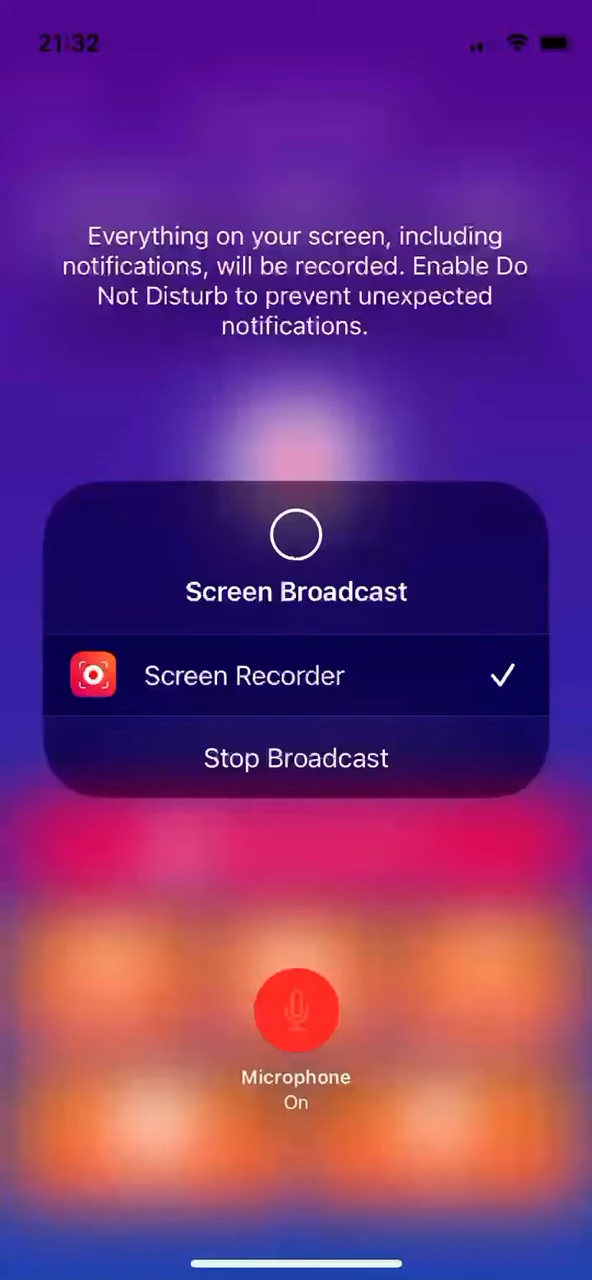 21:32
Everything on your screen, including
notifications, will be recorded. Enable Do
Not Disturb to prevent unexpected
notifications.
Screen Broadcast
Screen Recorder
Stop Broadcast
Microphone
On